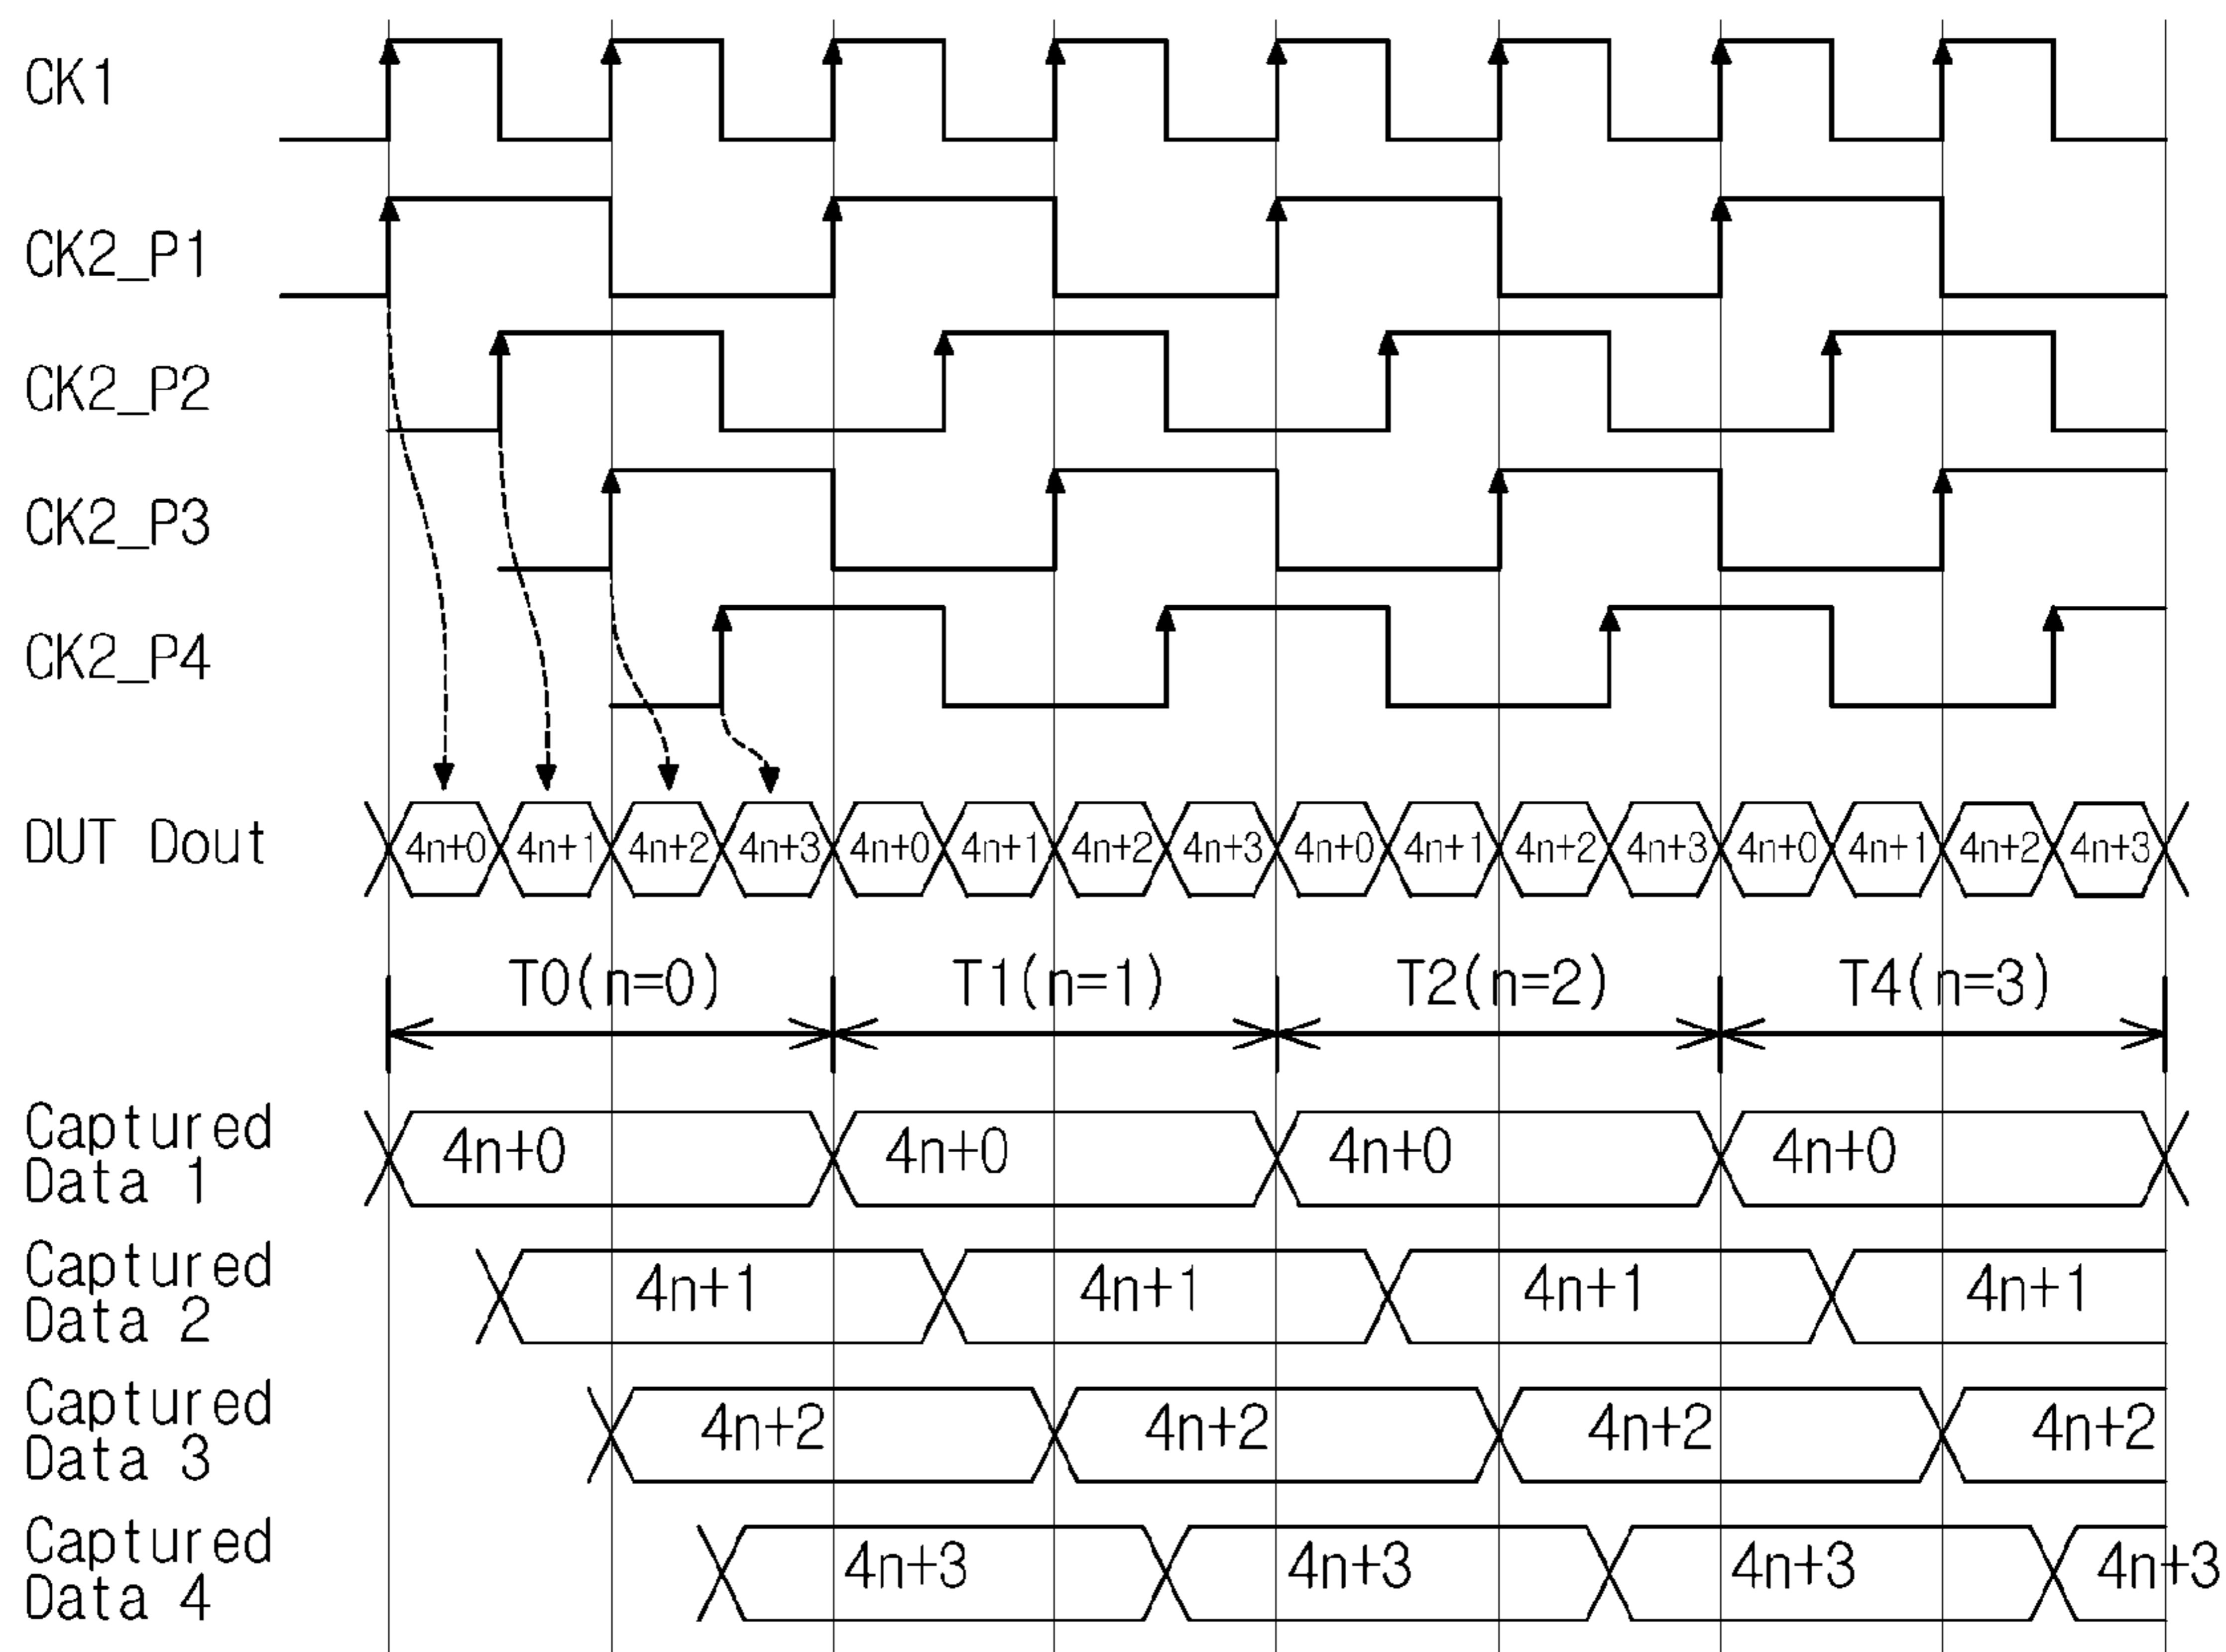 CK1
CK2_P1
CK2_P2
CK2_P3
CK2_P4
DUT Dout
4n+0 4n+1 4n+2 4n+3 4n+0 4n+1 4n+2 4n+3 4n+0 4n+1 4n+2 4n+3 4n+0 4n+1 4n+2 4n+3
T0(n=0) T1(n=1) T2(n=2) T4(n=3)
Captured
Data 1
4n+0 4n+0 4n+0 4n+0
Captured
Data 2
4n+1 4n+1 4n+1 4n+1
Captured
Data 3
4n+2 4n+2 4n+2 4n+2
Captured
Data 4
4n+3 4n+3 4n+3 4n+3